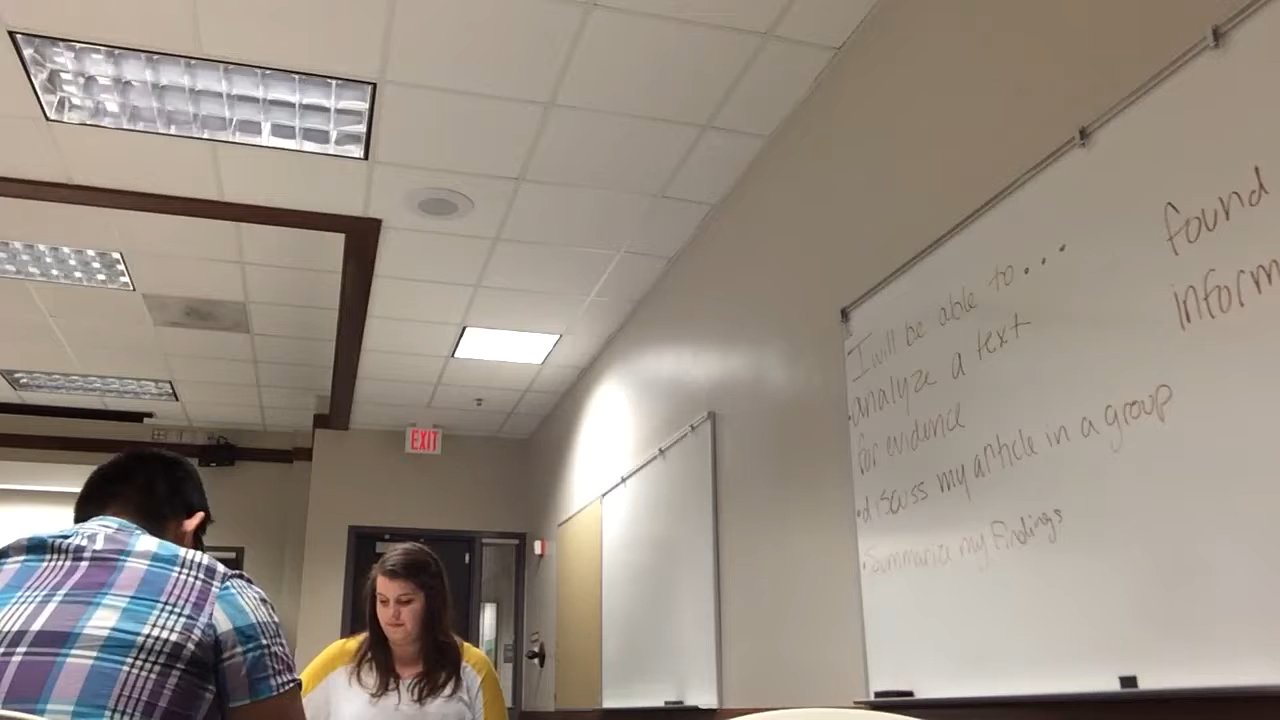 EXIT
I will be able to...
•analyze a text
for evidence
•discuss my article in a group
•Summarize my findings
found
inform